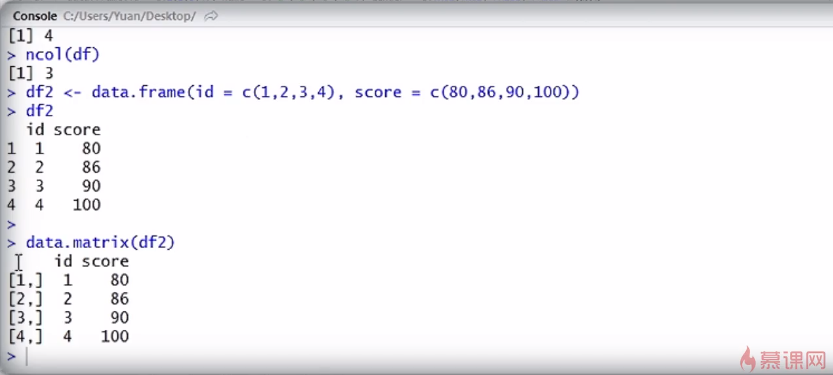 Console C:/Users/Yuan/Desktop/
[1] 4
> ncol(df)
[1] 3
> df2 <- data.frame(id = c(1,2,3,4), score = c(80,86,90,100))
> df2
  id score
1  1    80
2  2    86
3  3    90
4  4   100
>
> data.matrix(df2)
     id score
[1,]  1    80
[2,]  2    86
[3,]  3    90
[4,]  4   100
>
慕课网